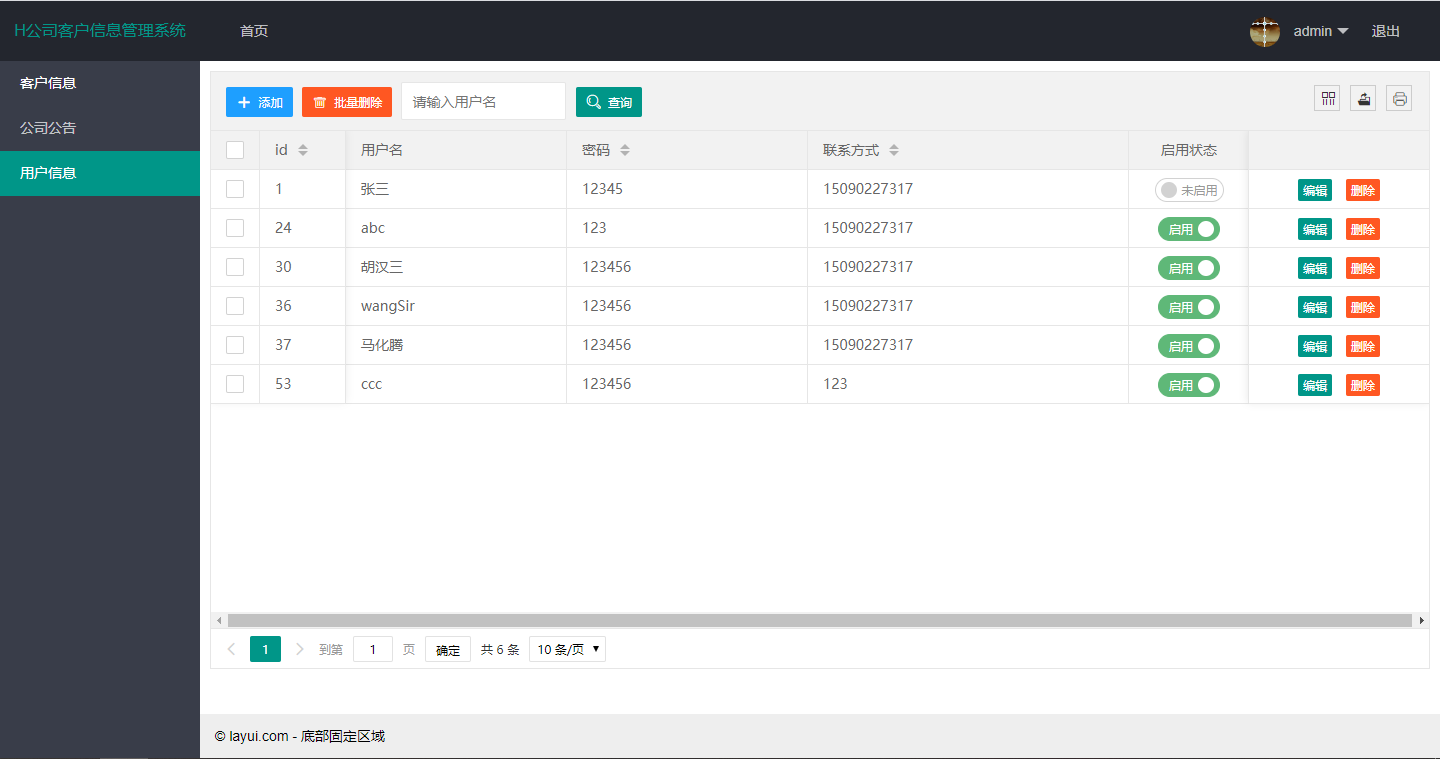 H公司客户信息管理系统 首页 admin 退出
客户信息
公司公告
用户信息
添加 批量删除 请输入用户名 查询
id 用户名 密码 联系方式 启用状态
1 张三 12345 15090227317 未启用 编辑 删除
24 abc 123 15090227317 启用 编辑 删除
30 胡汉三 123456 15090227317 启用 编辑 删除
36 wangSir 123456 15090227317 启用 编辑 删除
37 马化腾 123456 15090227317 启用 编辑 删除
53 ccc 123456 123 启用 编辑 删除
1 到第 1 页 确定 共 6 条 10 条/页
© layui.com - 底部固定区域